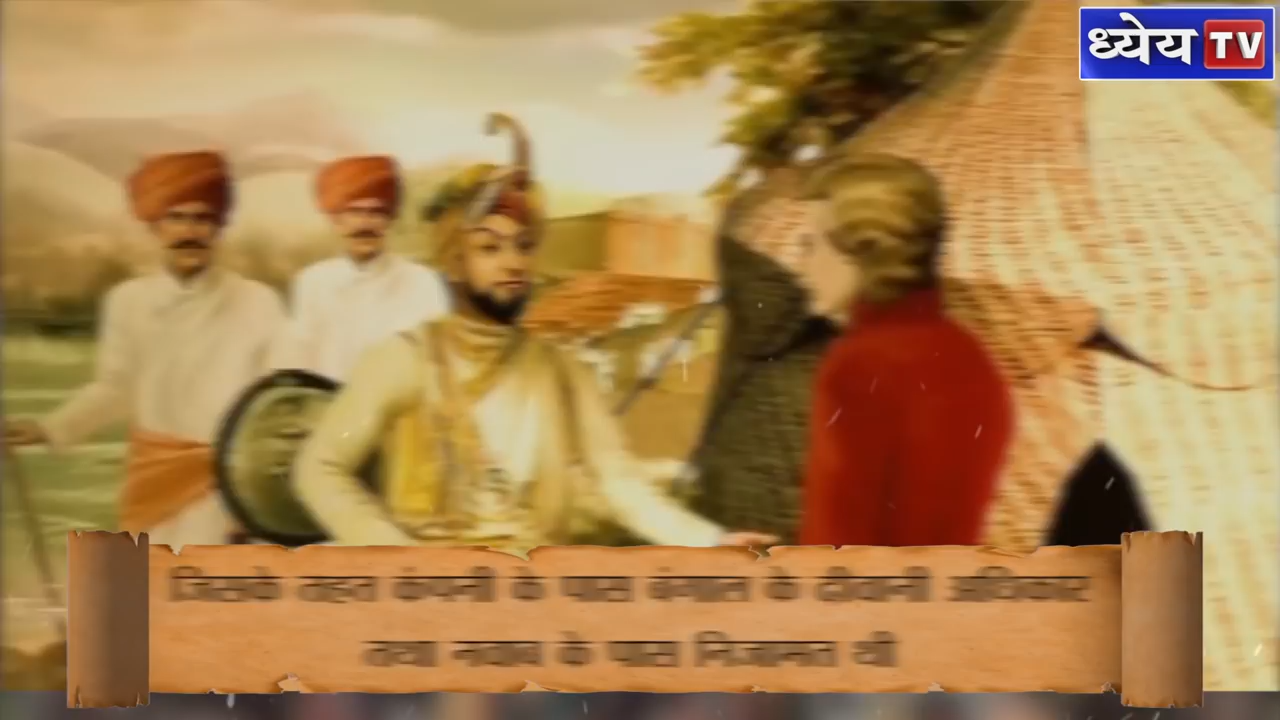 ध्येय TV
जिसके तहत कंपनी के पास बंगाल के दीवानी अधिकार
तथा नवाब के पास निजामत थी